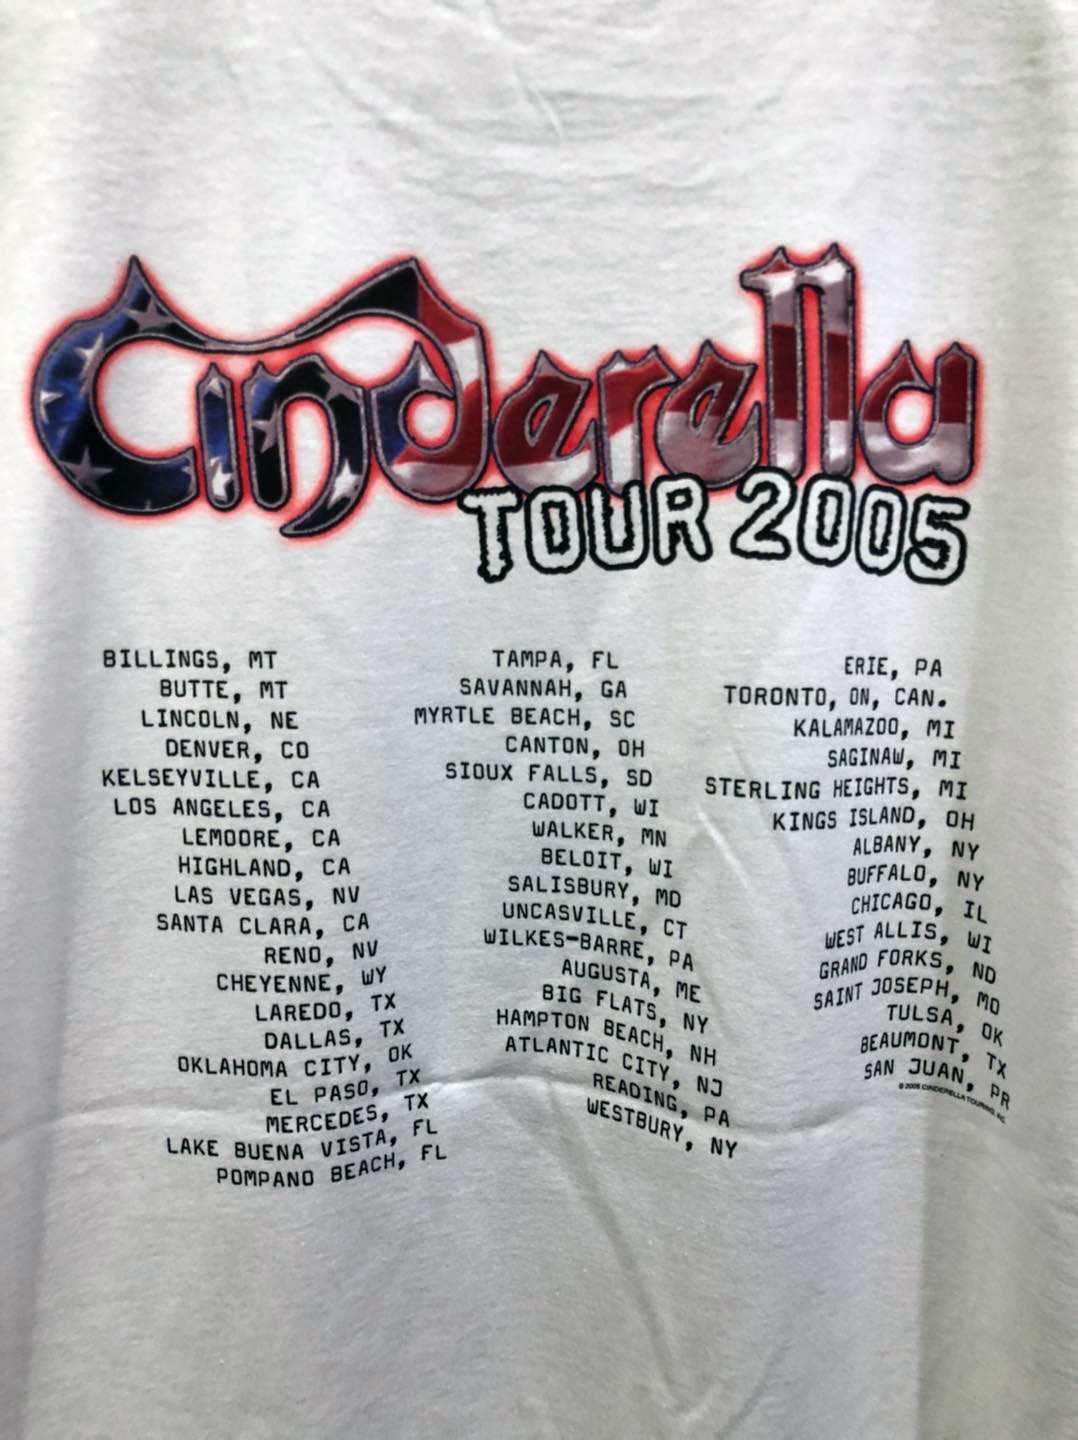 Cinderella
TOUR 2005
BILLINGS, MT
BUTTE, MT
LINCOLN, NE
DENVER, CO
KELSEYVILLE, CA
LOS ANGELES, CA
LEMOORE, CA
HIGHLAND, CA
LAS VEGAS, NV
SANTA CLARA, CA
RENO, NV
CHEYENNE, WY
LAREDO, TX
DALLAS, TX
OKLAHOMA CITY, OK
EL PASO, TX
MERCEDES, TX
LAKE BUENA VISTA, FL
POMPANO BEACH, FL
TAMPA, FL
SAVANNAH, GA
MYRTLE BEACH, SC
CANTON, OH
SIOUX FALLS, SD
CADOTT, WI
WALKER, MN
BELOIT, WI
SALISBURY, MD
UNCASVILLE, CT
WILKES-BARRE, PA
AUGUSTA, ME
BIG FLATS, NY
HAMPTON BEACH, NH
ATLANTIC CITY, NJ
READING, PA
WESTBURY, NY
ERIE, PA
TORONTO, ON, CAN.
KALAMAZOO, MI
SAGINAW, MI
STERLING HEIGHTS, MI
KINGS ISLAND, OH
ALBANY, NY
BUFFALO, NY
CHICAGO, IL
WEST ALLIS, WI
GRAND FORKS, ND
SAINT JOSEPH, MO
TULSA, OK
BEAUMONT, TX
SAN JUAN, PR
© 2005 CINDERELLA TOURING, INC.